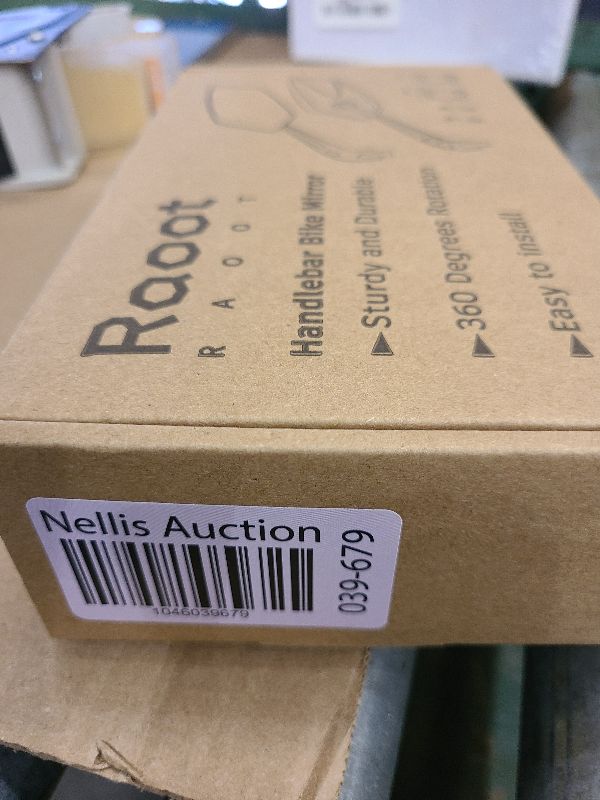 Raoot
RAOOT
Handlebar Bike Mirror
▶Sturdy and Durable
▶360 Degrees Rotation
▶Easy to install
Nellis Auction
1046039679
039-679